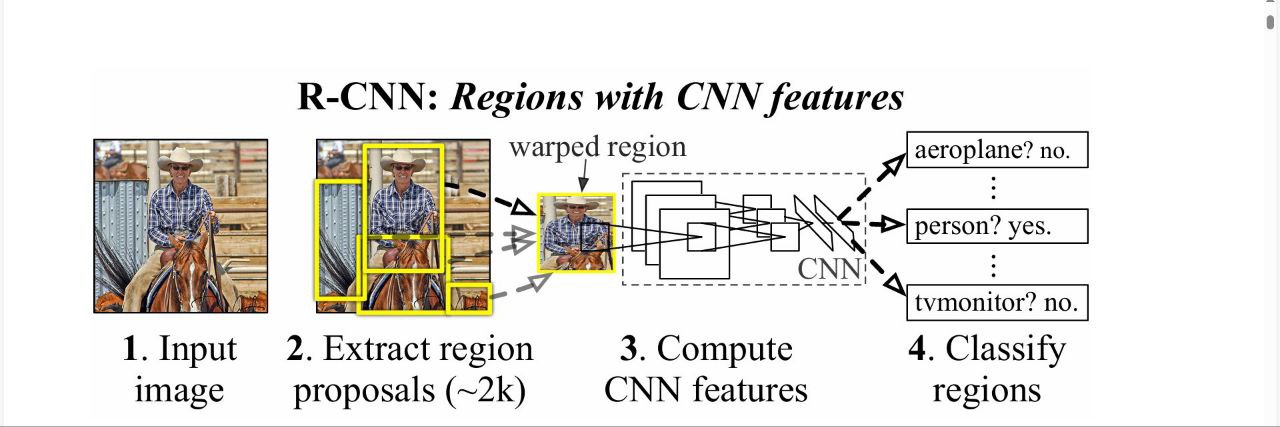 R-CNN: Regions with CNN features
warped region
aeroplane? no.
⋮
person? yes.
⋮
tvmonitor? no.
CNN
1. Input
image
2. Extract region
proposals (~2k)
3. Compute
CNN features
4. Classify
regions